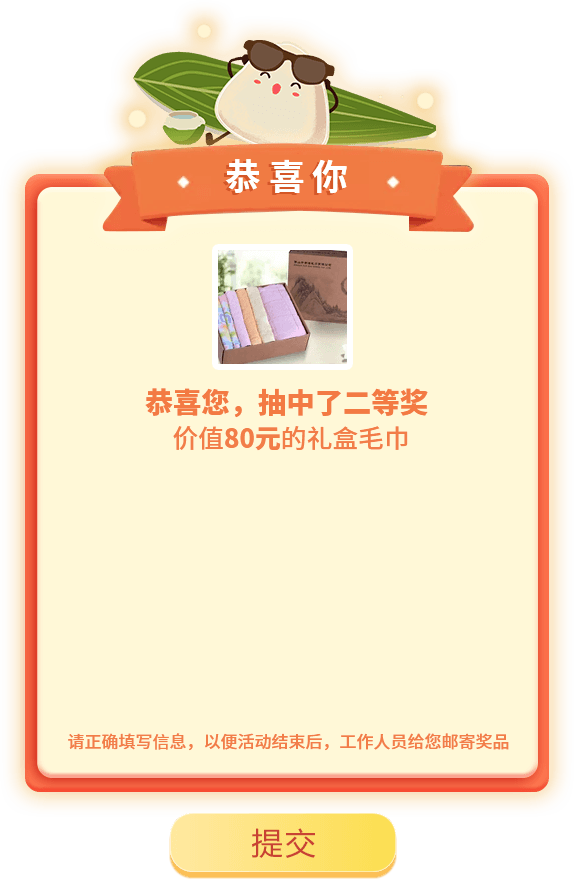 恭喜你
恭喜您，抽中了二等奖
价值80元的礼盒毛巾
请正确填写信息，以便活动结束后，工作人员给您邮寄奖品
提交